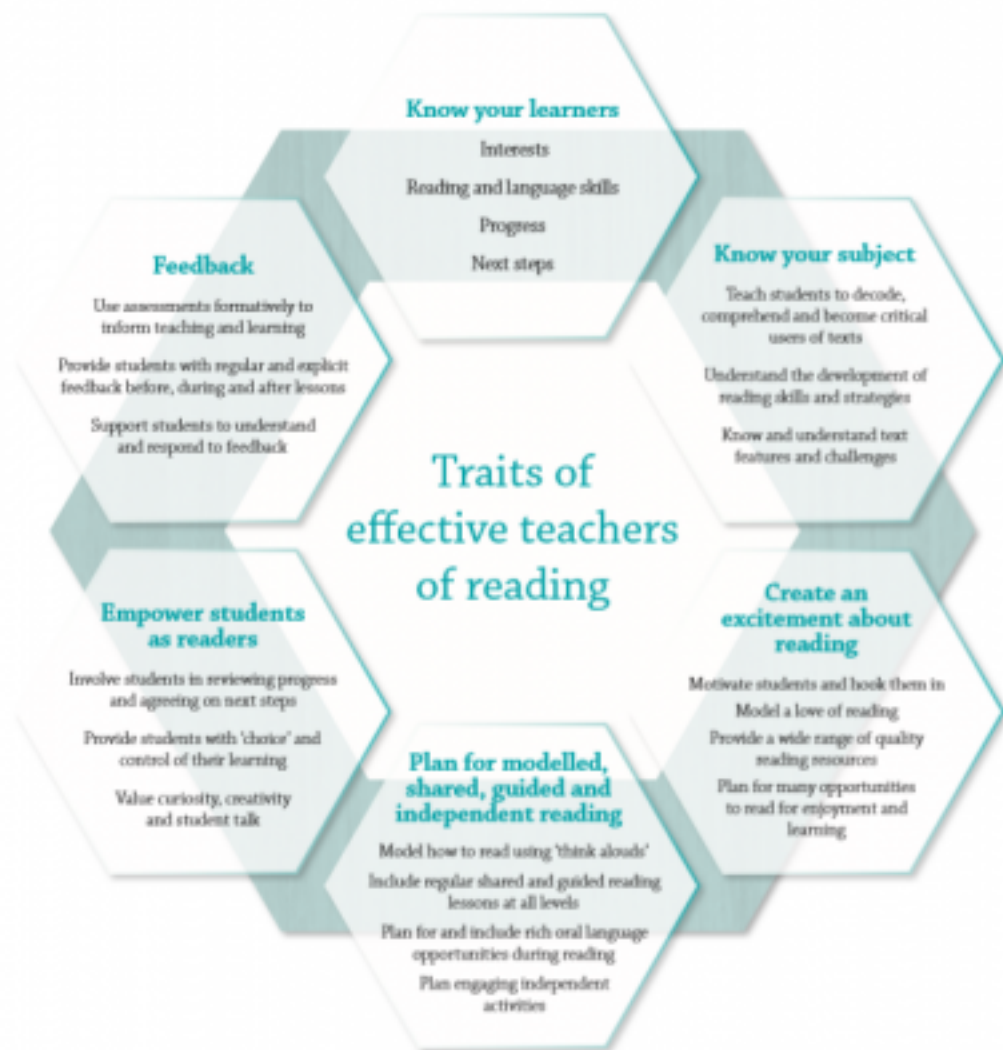 Know your learners
Interests
Reading and language skills
Progress
Next steps
Know your subject
Teach students to decode,
comprehend and become critical
users of texts
Understand the development of
reading skills and strategies
Know and understand text
features and challenges
Create an
excitement about
reading
Motivate students and hook them in
Model a love of reading
Provide a wide range of quality
reading resources
Plan for many opportunities
to read for enjoyment and
learning
Plan for modelled,
shared, guided and
independent reading
Model how to read using 'think alouds'
Include regular shared and guided reading
lessons at all levels
Plan for and include rich oral language
opportunities during reading
Plan engaging independent
activities
Empower students
as readers
Involve students in reviewing progress
and agreeing on next steps
Provide students with 'choice' and
control of their learning
Value curiosity, creativity
and student talk
Feedback
Use assessments formatively to
inform teaching and learning
Provide students with regular and explicit
feedback before, during and after lessons
Support students to understand
and respond to feedback
Traits of
effective teachers
of reading